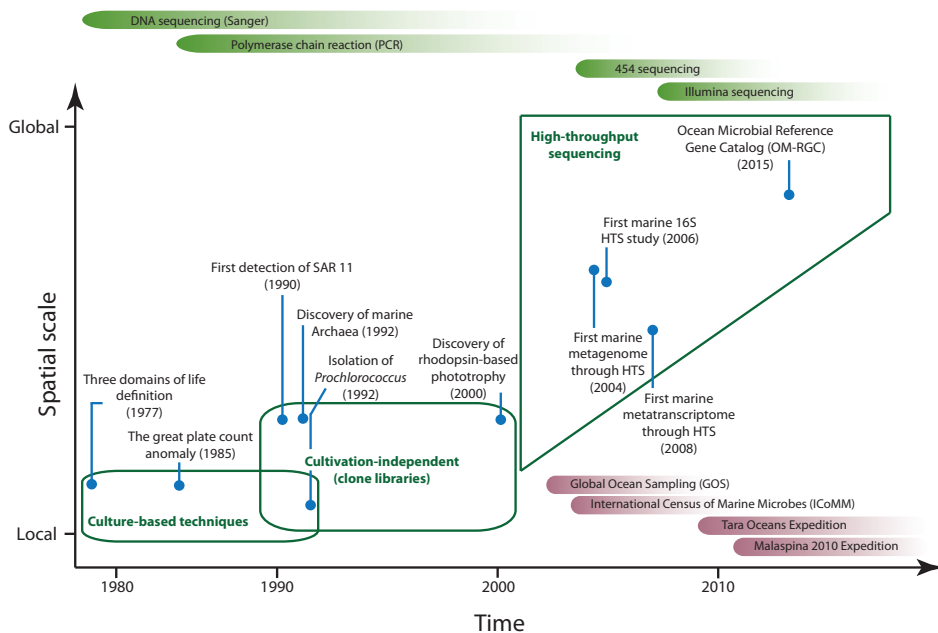 DNA sequencing (Sanger)
Polymerase chain reaction (PCR)
454 sequencing
Illumina sequencing
Global
High-throughput
sequencing
Ocean Microbial Reference
Gene Catalog (OM-RGC)
(2015)
First marine 16S
HTS study (2006)
First detection of SAR 11
(1990)
Discovery of marine
Archaea (1992)
Isolation of
Prochlorococcus
(1992)
Discovery of
rhodopsin-based
phototrophy
(2000)
First marine
metagenome
through HTS
(2004)
First marine
metatranscriptome
through HTS
(2008)
Three domains of life
definition
(1977)
The great plate count
anomaly (1985)
Cultivation-independent
(clone libraries)
Culture-based techniques
Global Ocean Sampling (GOS)
International Census of Marine Microbes (ICoMM)
Tara Oceans Expedition
Malaspina 2010 Expedition
Spatial scale
Local
1980
1990
2000
2010
Time